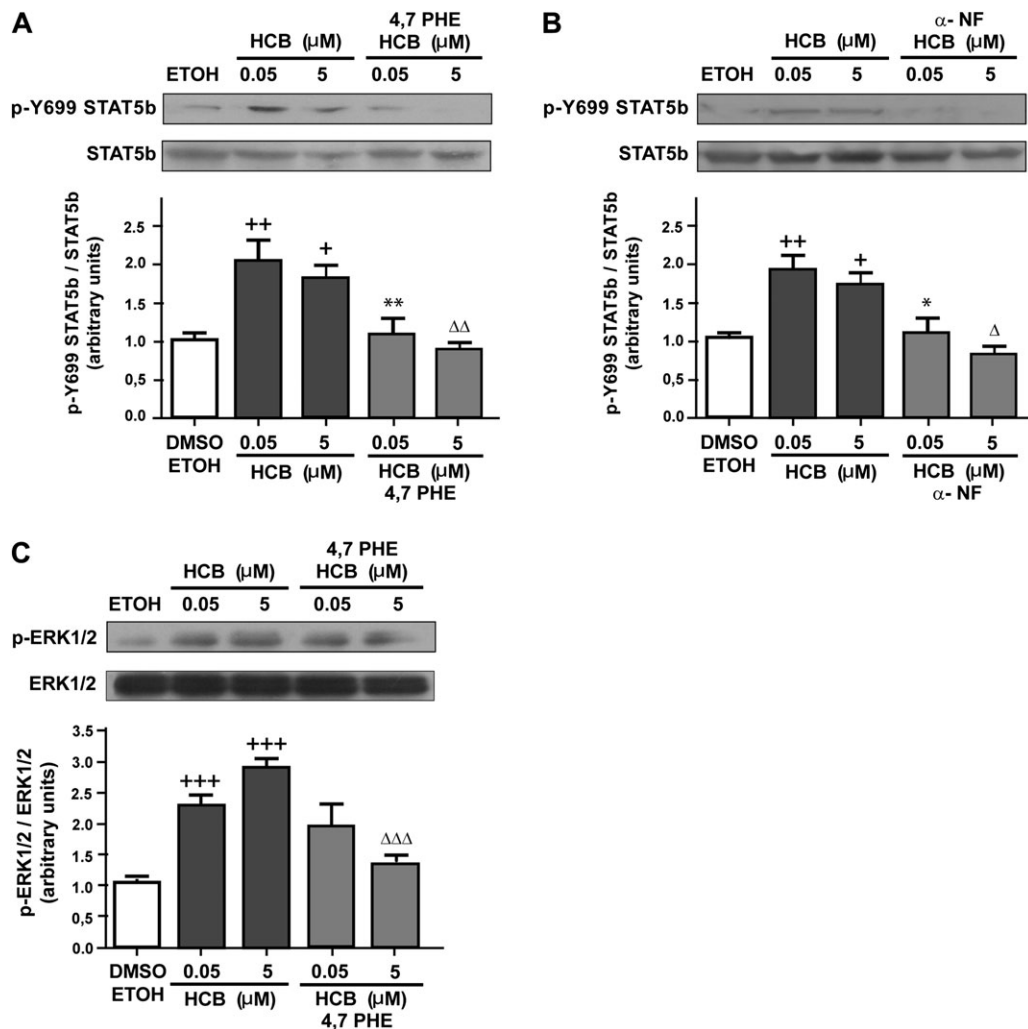 A
4,7 PHE
HCB (µM) HCB (µM)
ETOH 0.05 5 0.05 5
p-Y699 STAT5b
STAT5b
p-Y699 STAT5b / STAT5b
(arbitrary units)
2.5
2.0
1.5
1.0
0,5
0.0
++
+
**
ΔΔ
DMSO 0.05 5 0.05 5
ETOH HCB (µM) HCB (µM)
4,7 PHE
B
α- NF
HCB (µM) HCB (µM)
ETOH 0.05 5 0.05 5
p-Y699 STAT5b
STAT5b
p-Y699 STAT5b / STAT5b
(arbitrary units)
2.5
2.0
1.5
1.0
0,5
0.0
++
+
*
Δ
DMSO 0.05 5 0.05 5
ETOH HCB (µM) HCB (µM)
α- NF
C
4,7 PHE
HCB (µM) HCB (µM)
ETOH 0.05 5 0.05 5
p-ERK1/2
ERK1/2
p-ERK1/2 / ERK1/2
(arbitrary units)
3.5
3.0
2.5
2.0
1.5
1.0
0,5
0.0
+++
+++
ΔΔΔ
DMSO 0.05 5 0.05 5
ETOH HCB (µM) HCB (µM)
4,7 PHE